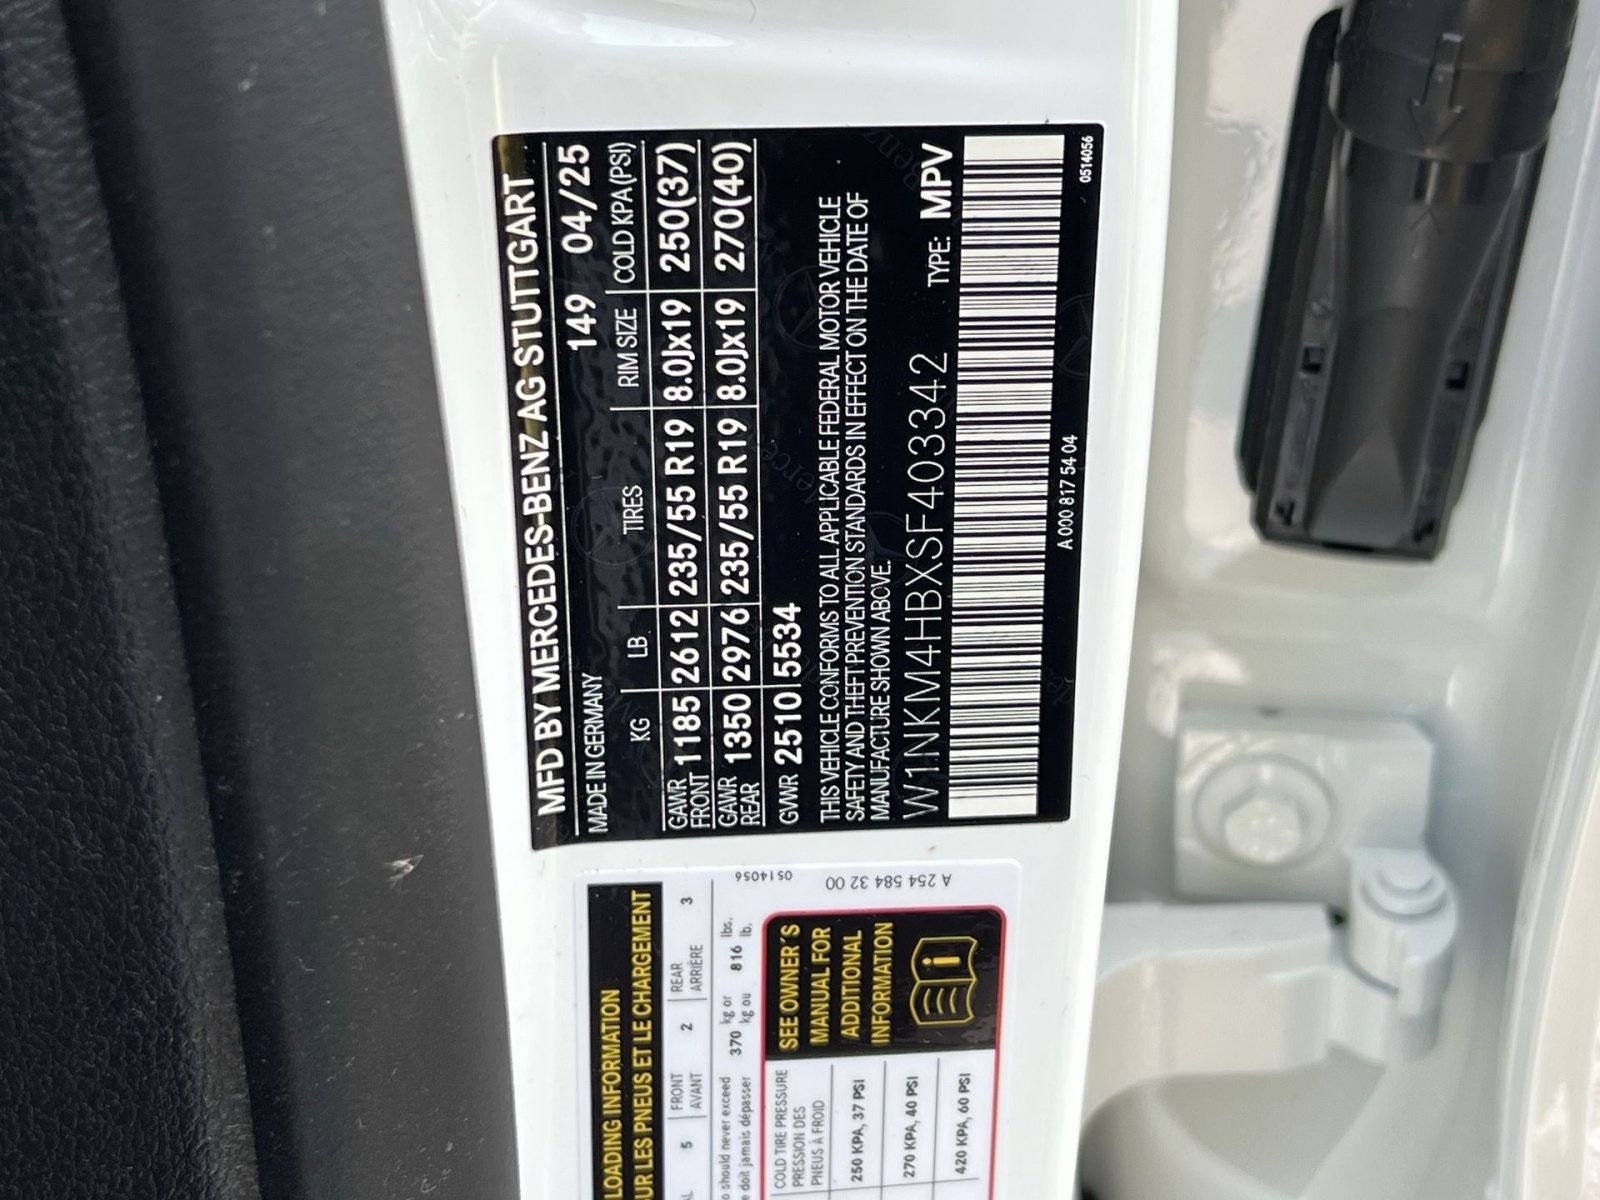 MFD BY MERCEDES-BENZ AG STUTTGART
MADE IN GERMANY 149 04/25
KG LB TIRES RIM SIZE COLD KPA(PSI)
GAWR FRONT 1185 2612 235/55 R19 8.0Jx19 250(37)
GAWR REAR 1350 2976 235/55 R19 8.0Jx19 270(40)
GVWR 2510 5534
THIS VEHICLE CONFORMS TO ALL APPLICABLE FEDERAL MOTOR VEHICLE
SAFETY AND THEFT PREVENTION STANDARDS IN EFFECT ON THE DATE OF
MANUFACTURE SHOWN ABOVE.
W1NKM4HBXSF403342 TYPE: MPV
A 000 817 54 04 0514056
LOADING INFORMATION
UR LES PNEUS ET LE CHARGEMENT
5 FRONT 2 REAR 3
AVANT ARRIÈRE
should never exceed 370 kg or 816 lbs.
doit jamais dépasser kg ou lb.
0514056
A 254 584 32 00
COLD TIRE PRESSURE
PRESSION DES
PNEUS À FROID
250 KPA, 37 PSI
270 KPA, 40 PSI
420 KPA, 60 PSI
SEE OWNER'S
MANUAL FOR
ADDITIONAL
INFORMATION